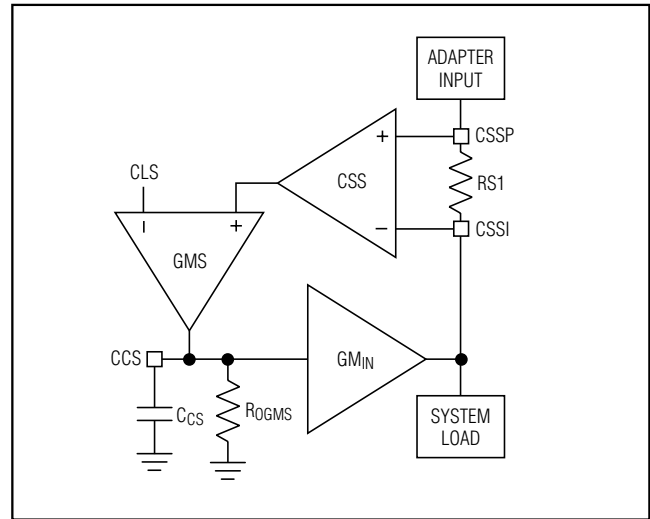 ADAPTER
INPUT
+
CSSP
CLS
CSS
RS1
–
+
–
CSSI
GMS
CCS
GMIN
CCS
ROGMS
SYSTEM
LOAD